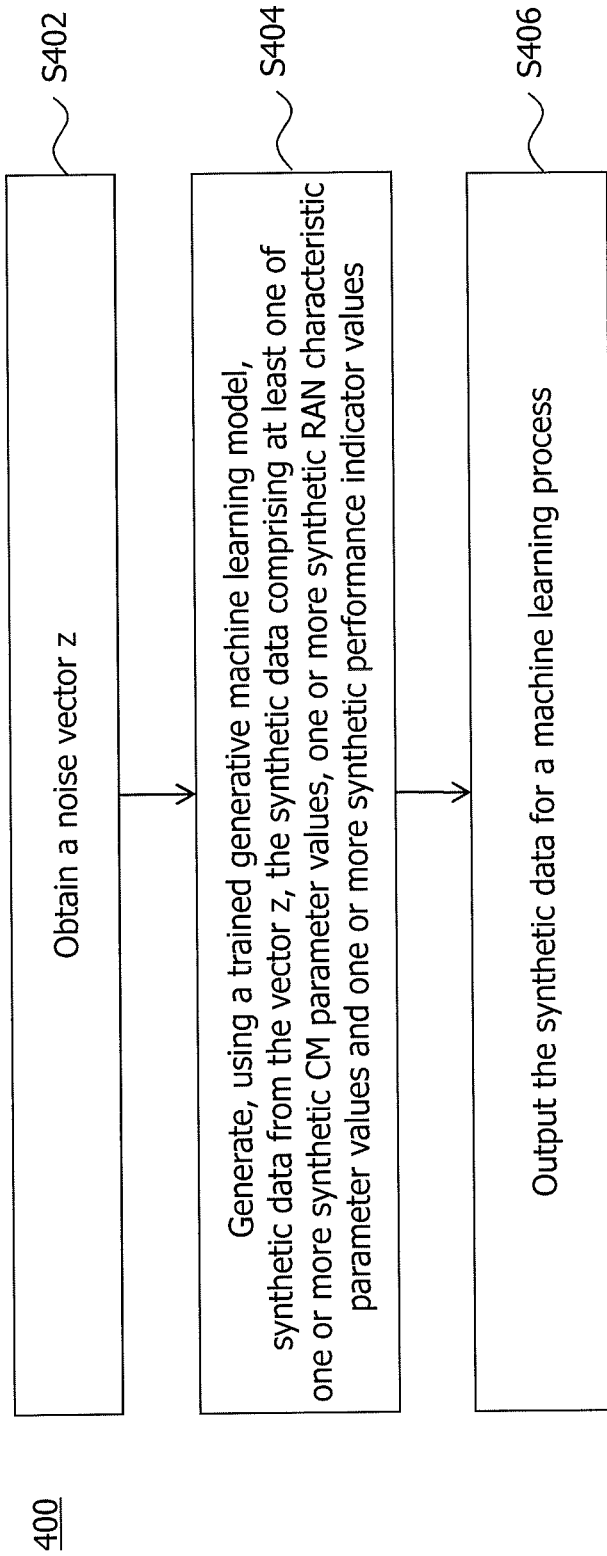 400
Obtain a noise vector z
S402
Generate, using a trained generative machine learning model,
synthetic data from the vector z, the synthetic data comprising at least one of
one or more synthetic CM parameter values, one or more synthetic RAN characteristic
parameter values and one or more synthetic performance indicator values
S404
Output the synthetic data for a machine learning process
S406